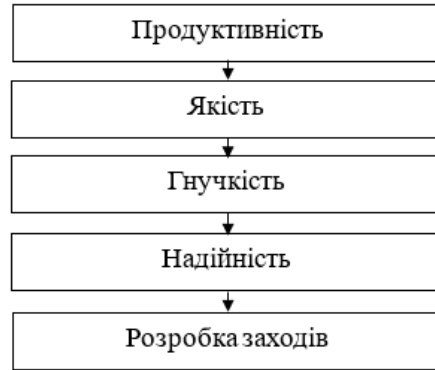 Продуктивність
Якість
Гнучкість
Надійність
Розробка заходів